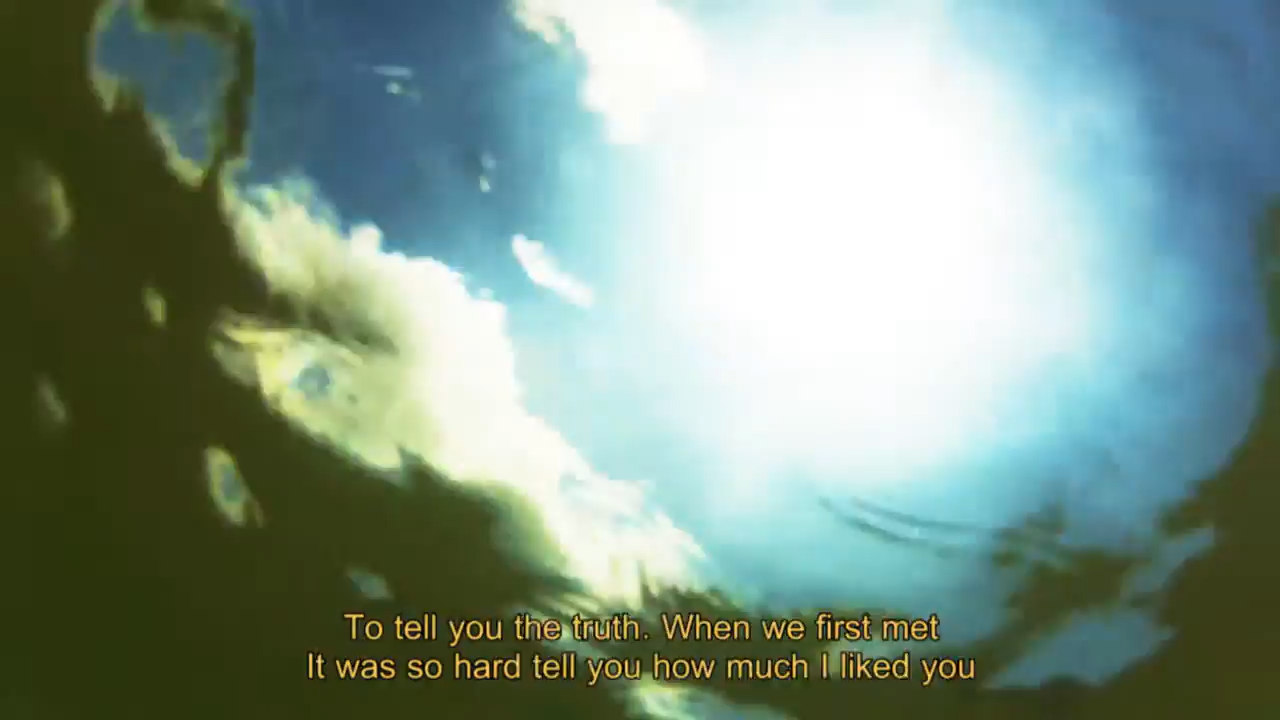 To tell you the truth. When we first met
It was so hard tell you how much I liked you